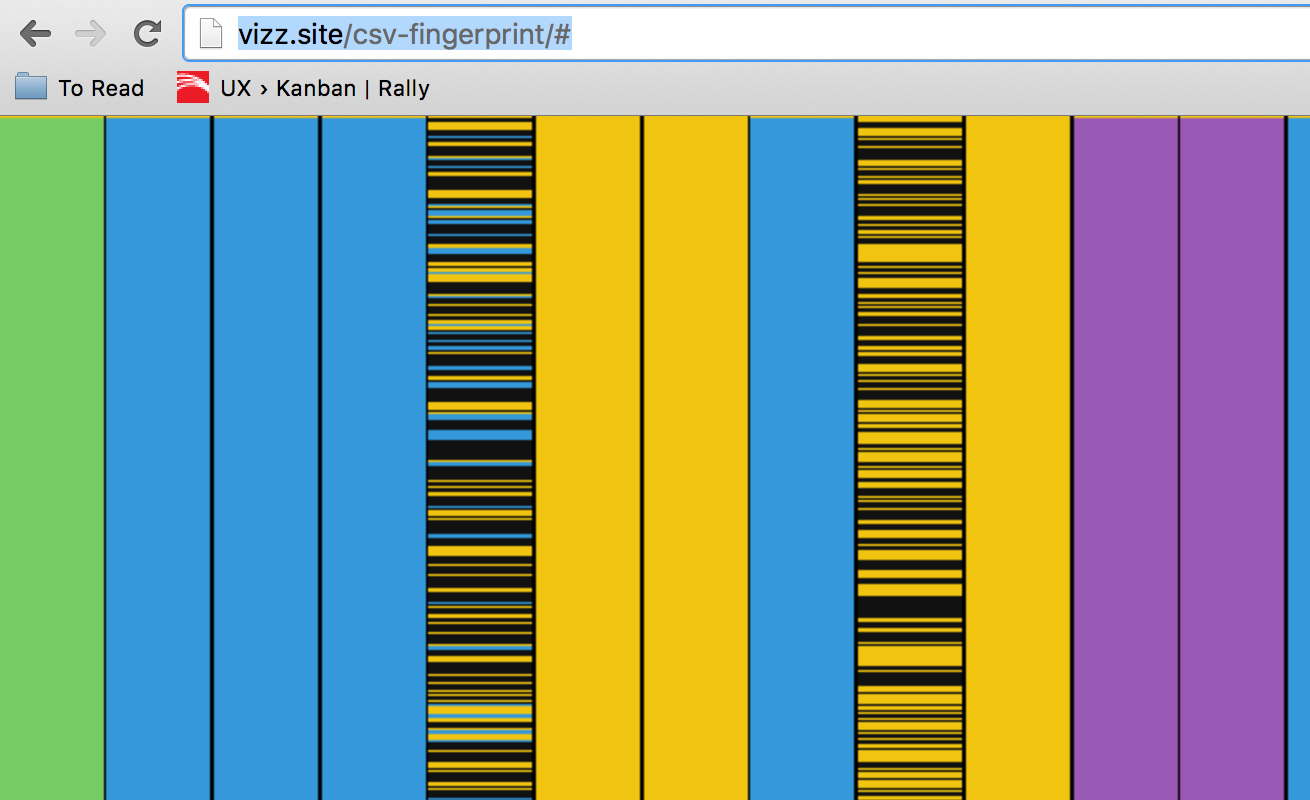 vizz.site/csv-fingerprint/#
To Read
UX › Kanban | Rally